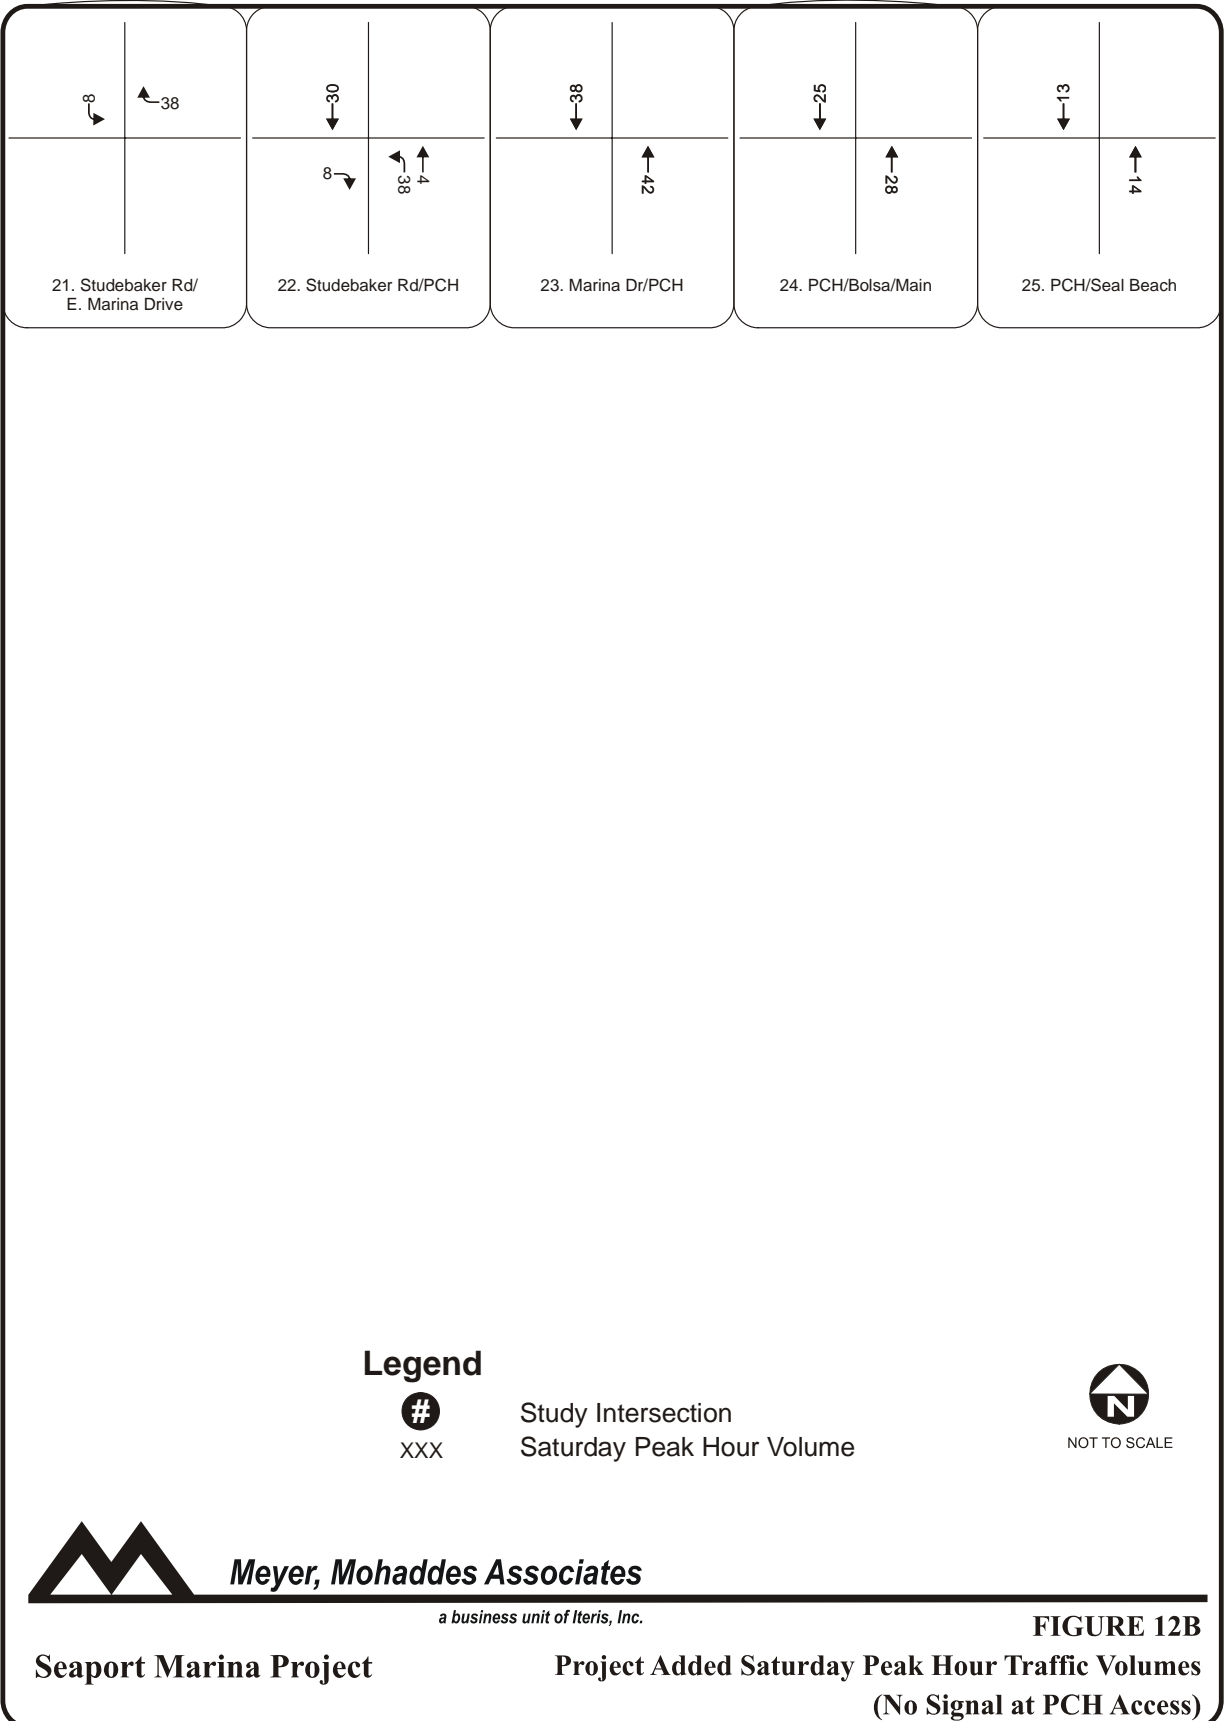 8
38
21. Studebaker Rd/
E. Marina Drive
30
8
38
4
22. Studebaker Rd/PCH
38
42
23. Marina Dr/PCH
25
28
24. PCH/Bolsa/Main
13
14
25. PCH/Seal Beach
Legend
# Study Intersection
XXX Saturday Peak Hour Volume
N
NOT TO SCALE
Meyer, Mohaddes Associates
a business unit of Iteris, Inc.
FIGURE 12B
Seaport Marina Project
Project Added Saturday Peak Hour Traffic Volumes
(No Signal at PCH Access)